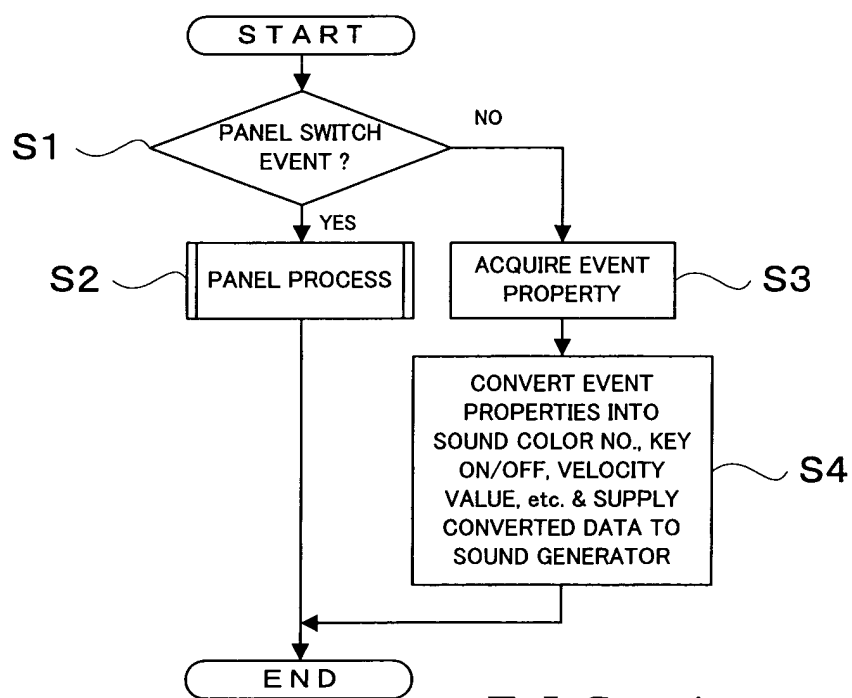 START
PANEL SWITCH
EVENT ?
NO
S1
YES
S2
PANEL PROCESS
ACQUIRE EVENT
PROPERTY
S3
CONVERT EVENT
PROPERTIES INTO
SOUND COLOR NO., KEY
ON/OFF, VELOCITY
VALUE, etc. & SUPPLY
CONVERTED DATA TO
SOUND GENERATOR
S4
END